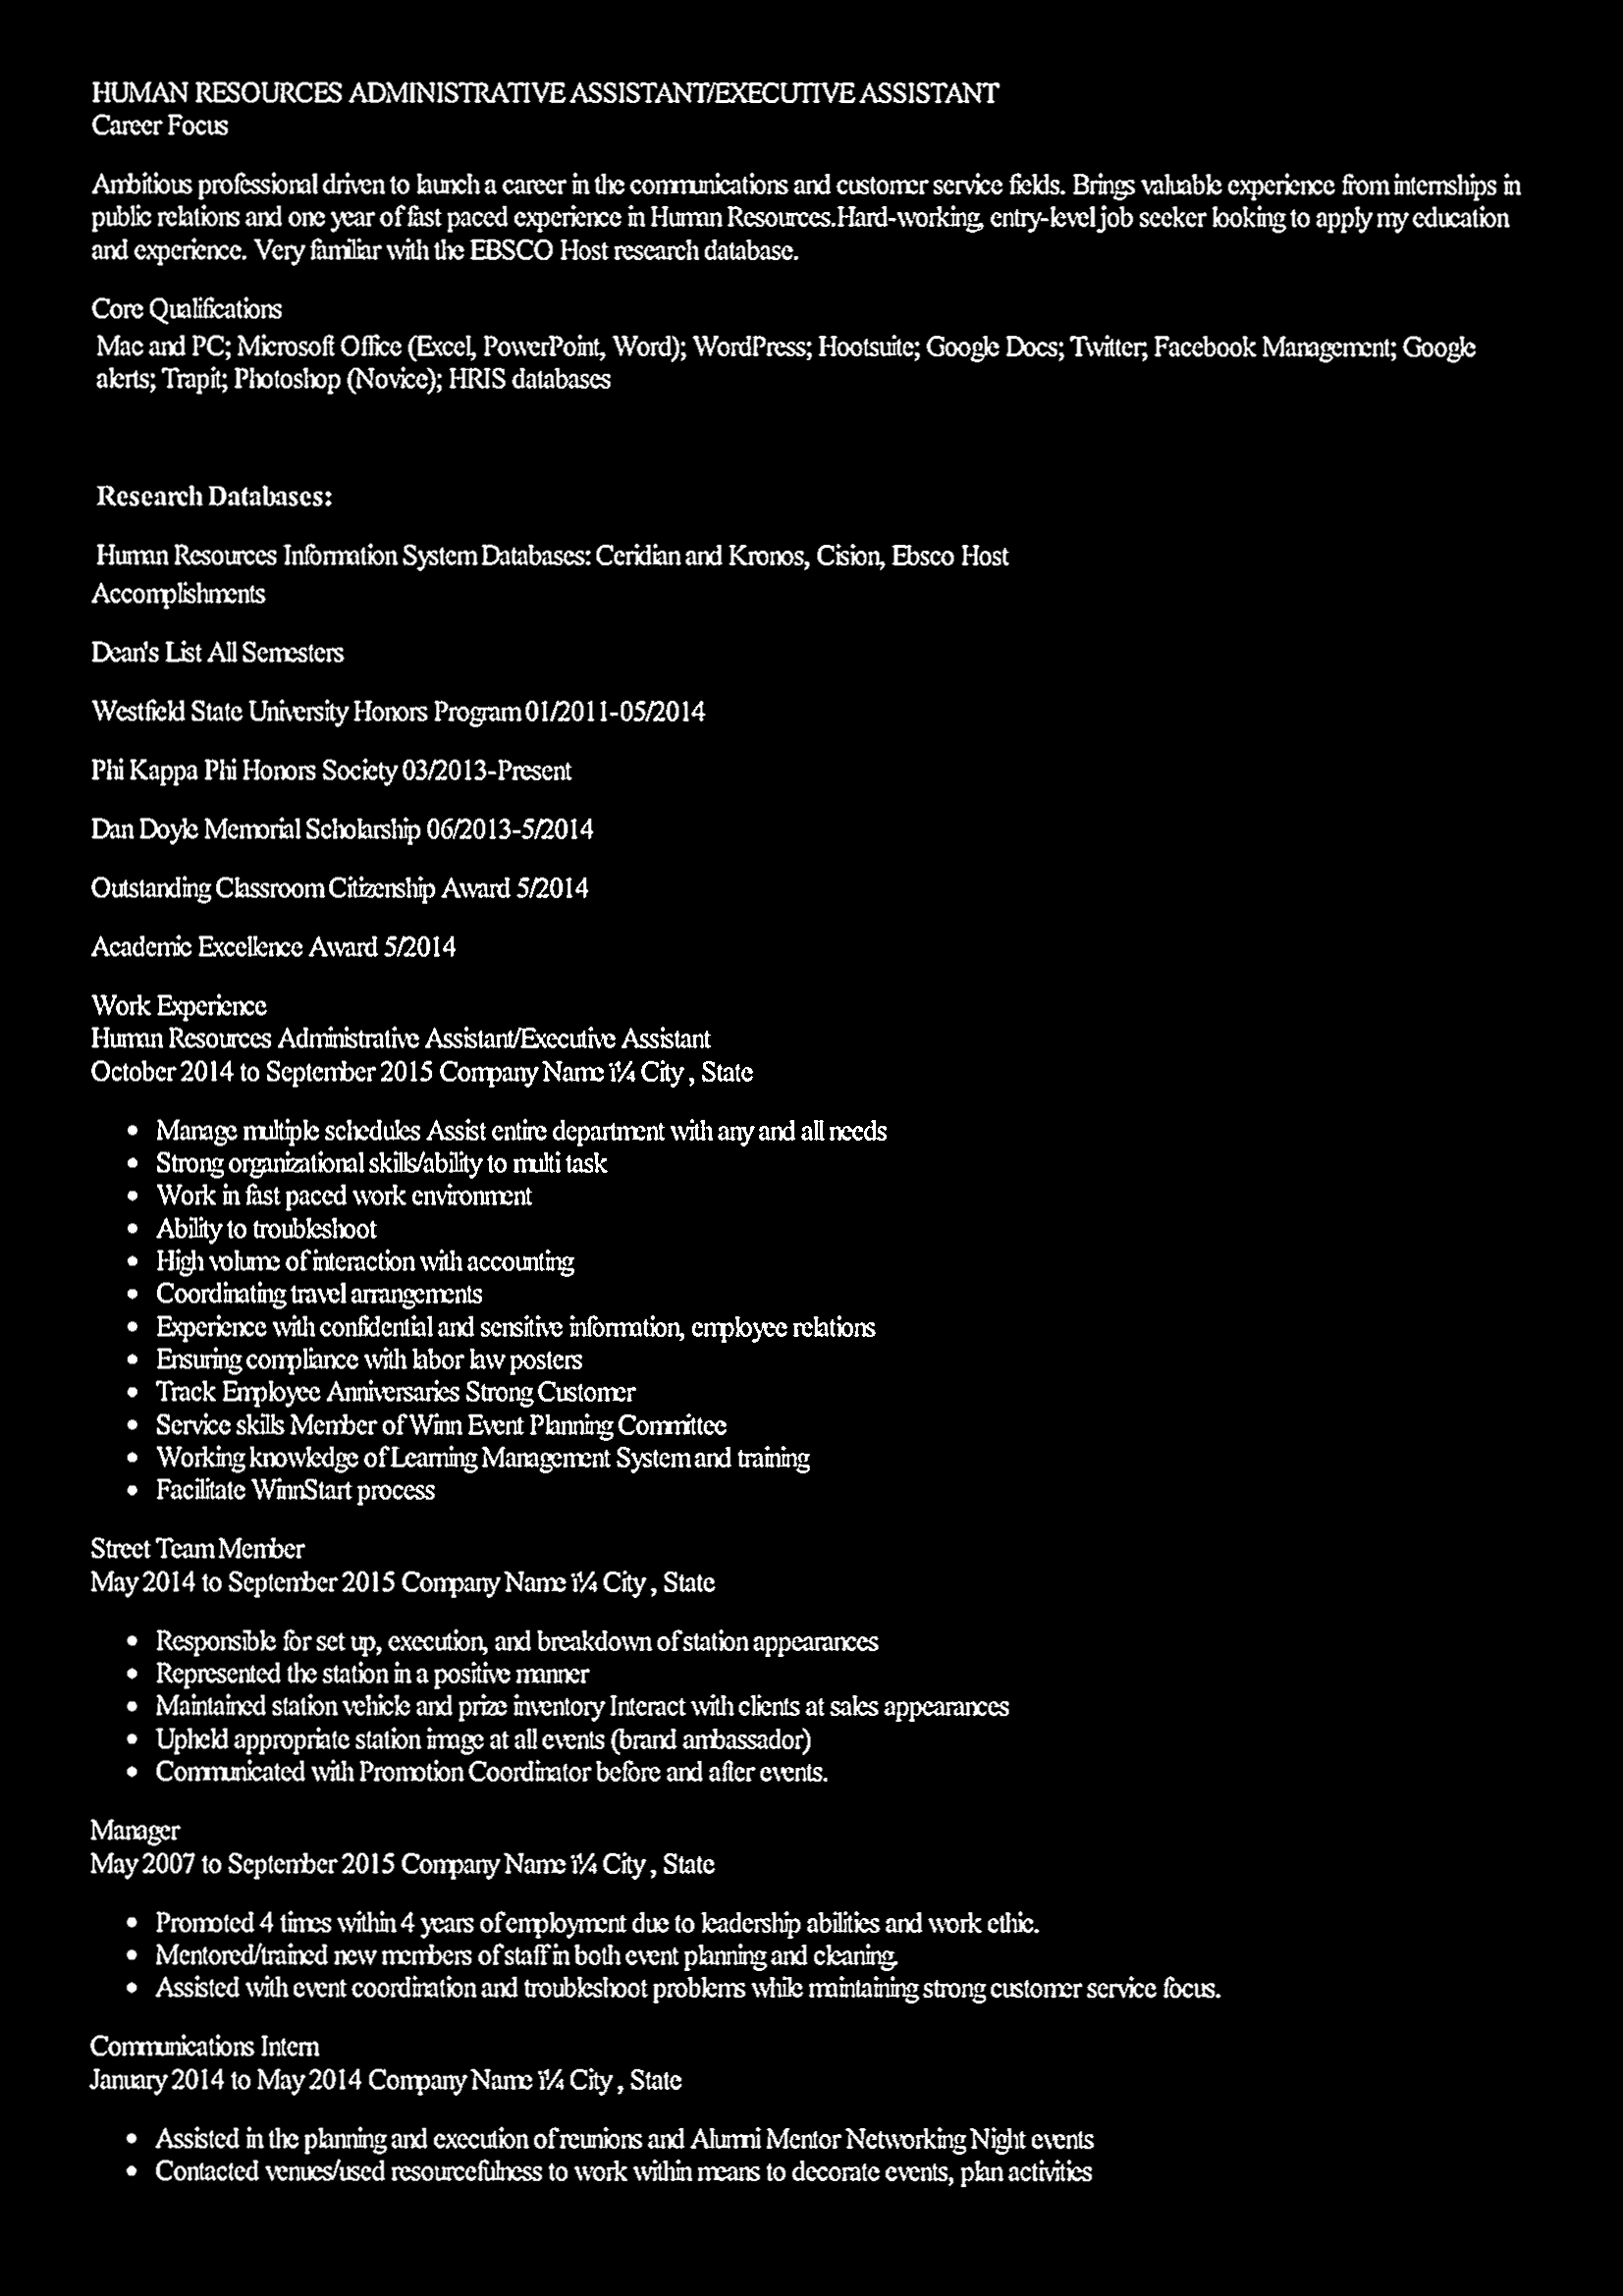 HUMAN RESOURCES ADMINISTRATIVE ASSISTANT/EXECUTIVE ASSISTANT
Career Focus
Ambitious professional driven to launch a career in the communications and customer service fields. Brings valuable experience from internships in
public relations and one year of fast paced experience in Human Resources.Hard-working, entry-level job seeker looking to apply my education
and experience. Very familiar with the EBSCO Host research database.
Core Qualifications
Mac and PC; Microsoft Office (Excel, PowerPoint, Word); WordPress; Hootsuite; Google Docs; Twitter; Facebook Management; Google
alerts; Trapit; Photoshop (Novice); HRIS databases
Research Databases:
Human Resources Information System Databases: Ceridian and Kronos, Cision, Ebsco Host
Accomplishments
Dean's List All Semesters
Westfield State University Honors Program 01/2011-05/2014
Phi Kappa Phi Honors Society 03/2013-Present
Dan Doyle Memorial Scholarship 06/2013-5/2014
Outstanding Classroom Citizenship Award 5/2014
Academic Excellence Award 5/2014
Work Experience
Human Resources Administrative Assistant/Executive Assistant
October 2014 to September 2015 Company Name ï¼ City , State
• Manage multiple schedules Assist entire department with any and all needs
• Strong organizational skills/ability to multi task
• Work in fast paced work environment
• Ability to troubleshoot
• High volume of interaction with accounting
• Coordinating travel arrangements
• Experience with confidential and sensitive information, employee relations
• Ensuring compliance with labor law posters
• Track Employee Anniversaries Strong Customer
• Service skills Member of Winn Event Planning Committee
• Working knowledge of Learning Management System and training
• Facilitate WinnStart process
Street Team Member
May 2014 to September 2015 Company Name ï¼ City , State
• Responsible for set up, execution, and breakdown of station appearances
• Represented the station in a positive manner
• Maintained station vehicle and prize inventory Interact with clients at sales appearances
• Upheld appropriate station image at all events (brand ambassador)
• Communicated with Promotion Coordinator before and after events.
Manager
May 2007 to September 2015 Company Name ï¼ City , State
• Promoted 4 times within 4 years of employment due to leadership abilities and work ethic.
• Mentored/trained new members of staff in both event planning and cleaning.
• Assisted with event coordination and troubleshoot problems while maintaining strong customer service focus.
Communications Intern
January 2014 to May 2014 Company Name ï¼ City , State
• Assisted in the planning and execution of reunions and Alumni Mentor Networking Night events
• Contacted venues/used resourcefulness to work within means to decorate events, plan activities